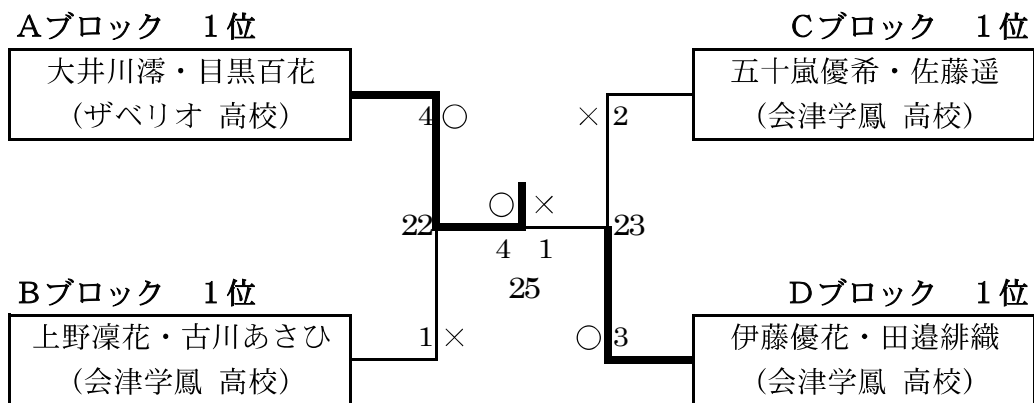 Aブロック　1位
大井川澪・目黒百花
(ザベリオ 高校)
Cブロック　1位
五十嵐優希・佐藤遥
(会津学鳳 高校)
4○
×2
○×
22
23
4 1
25
Bブロック　1位
上野凜花・古川あさひ
(会津学鳳 高校)
1×
○3
Dブロック　1位
伊藤優花・田邉緋織
(会津学鳳 高校)